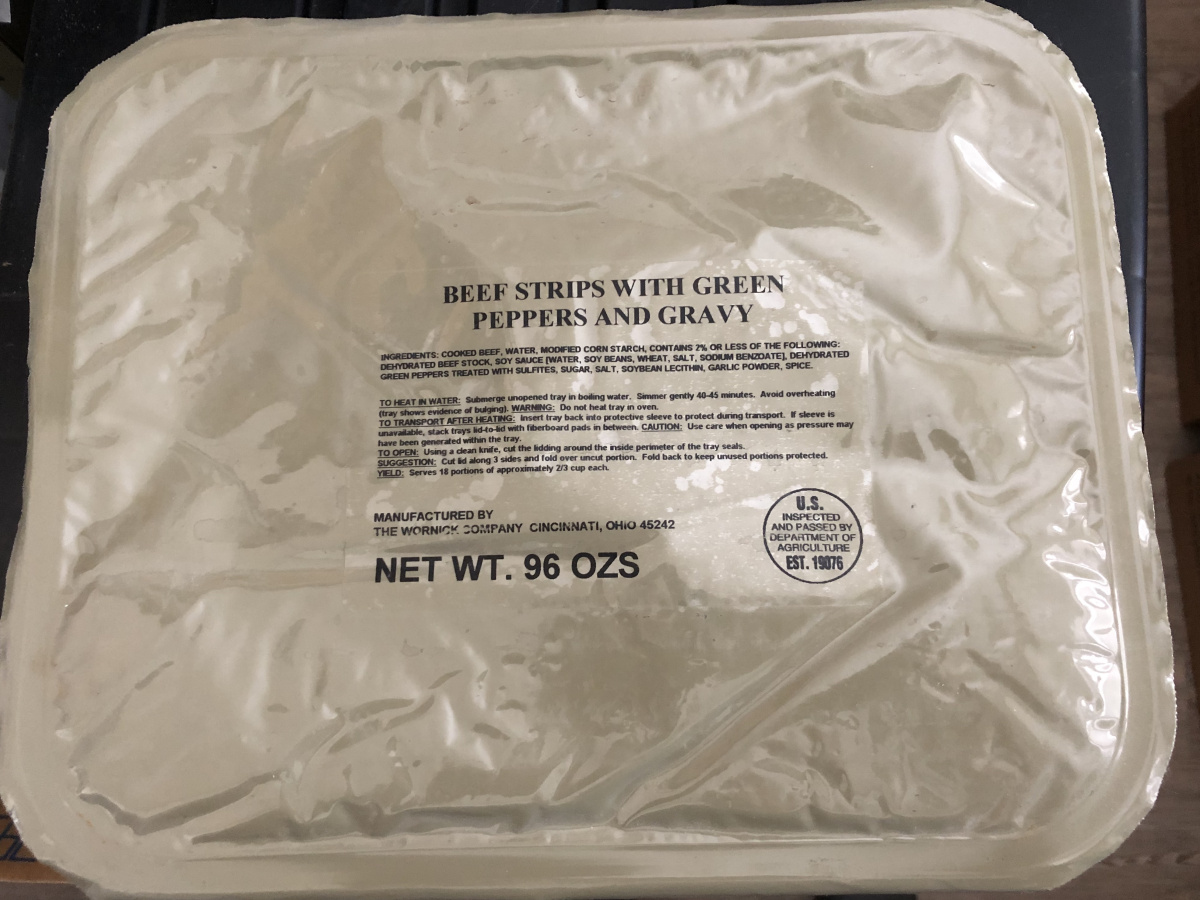 BEEF STRIPS WITH GREEN
PEPPERS AND GRAVY
INGREDIENTS: COOKED BEEF, WATER, MODIFIED CORN STARCH, CONTAINS 2% OR LESS OF THE FOLLOWING:
DEHYDRATED BEEF STOCK, SOY SAUCE [WATER, SOY BEANS, WHEAT, SALT, SODIUM BENZOATE], DEHYDRATED
GREEN PEPPERS TREATED WITH SULFITES, SUGAR, SALT, SOYBEAN LECITHIN, GARLIC POWDER, SPICE.
TO HEAT IN WATER: Submerge unopened tray in boiling water. Simmer gently 40-45 minutes. Avoid overheating
(tray shows evidence of bulging). WARNING: Do not heat tray in oven.
TO TRANSPORT AFTER HEATING: Insert tray back into protective sleeve to protect during transport. If sleeve is
unavailable, stack trays lid-to-lid with fiberboard pads in between. CAUTION: Use care when opening as pressure may
have been generated within the tray.
TO OPEN: Using a clean knife, cut the lidding around the inside perimeter of the tray seals.
SUGGESTION: Cut lid along 3 sides and fold over uncut portion. Fold back to keep unused portions protected.
YIELD: Serves 18 portions of approximately 2/3 cup each.
MANUFACTURED BY
THE WORNICK COMPANY CINCINNATI, OHIO 45242
NET WT. 96 OZS
U.S.
INSPECTED
AND PASSED BY
DEPARTMENT OF
AGRICULTURE
EST. 19076